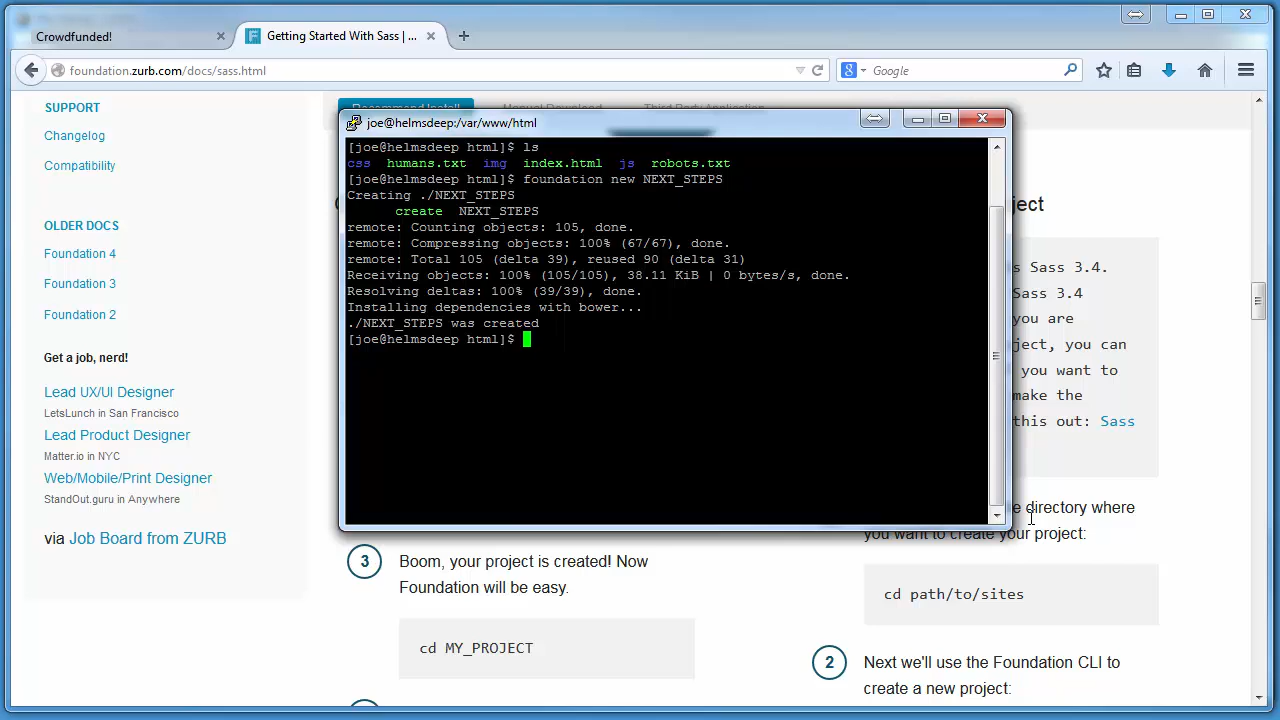 Crowdfunded!
Getting Started With Sass | ...
foundation.zurb.com/docs/sass.html
Google
SUPPORT
Changelog
Compatibility
OLDER DOCS
Foundation 4
Foundation 3
Foundation 2
Get a job, nerd!
Lead UX/UI Designer
LetsLunch in San Francisco
Lead Product Designer
Matter.io in NYC
Web/Mobile/Print Designer
StandOut.guru in Anywhere
via Job Board from ZURB
Recommend Install
Manual Download
Third Party Application
joe@helmsdeep:/var/www/html
[joe@helmsdeep html]$ ls
css humans.txt img index.html js robots.txt
[joe@helmsdeep html]$ foundation new NEXT_STEPS
Creating ./NEXT_STEPS
create NEXT_STEPS
remote: Counting objects: 105, done.
remote: Compressing objects: 100% (67/67), done.
remote: Total 105 (delta 39), reused 90 (delta 31)
Receiving objects: 100% (105/105), 38.11 KiB | 0 bytes/s, done.
Resolving deltas: 100% (39/39), done.
Installing dependencies with bower...
./NEXT_STEPS was created
[joe@helmsdeep html]$
3
Boom, your project is created! Now
Foundation will be easy.
cd MY_PROJECT
Sass 3.4.
Sass 3.4
you are
you can
you want to
make the
this out: Sass
directory where
you want to create your project:
cd path/to/sites
2
Next we'll use the Foundation CLI to
create a new project: